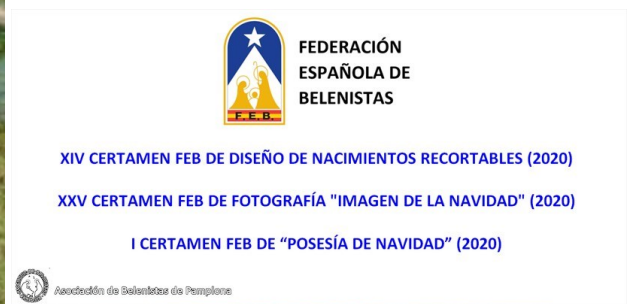 F.E.B.
FEDERACIÓN
ESPAÑOLA DE
BELENISTAS
XIV CERTAMEN FEB DE DISEÑO DE NACIMIENTOS RECORTABLES (2020)
XXV CERTAMEN FEB DE FOTOGRAFÍA "IMAGEN DE LA NAVIDAD" (2020)
I CERTAMEN FEB DE “POSESÍA DE NAVIDAD” (2020)
Asociación de Belenistas de Pamplona